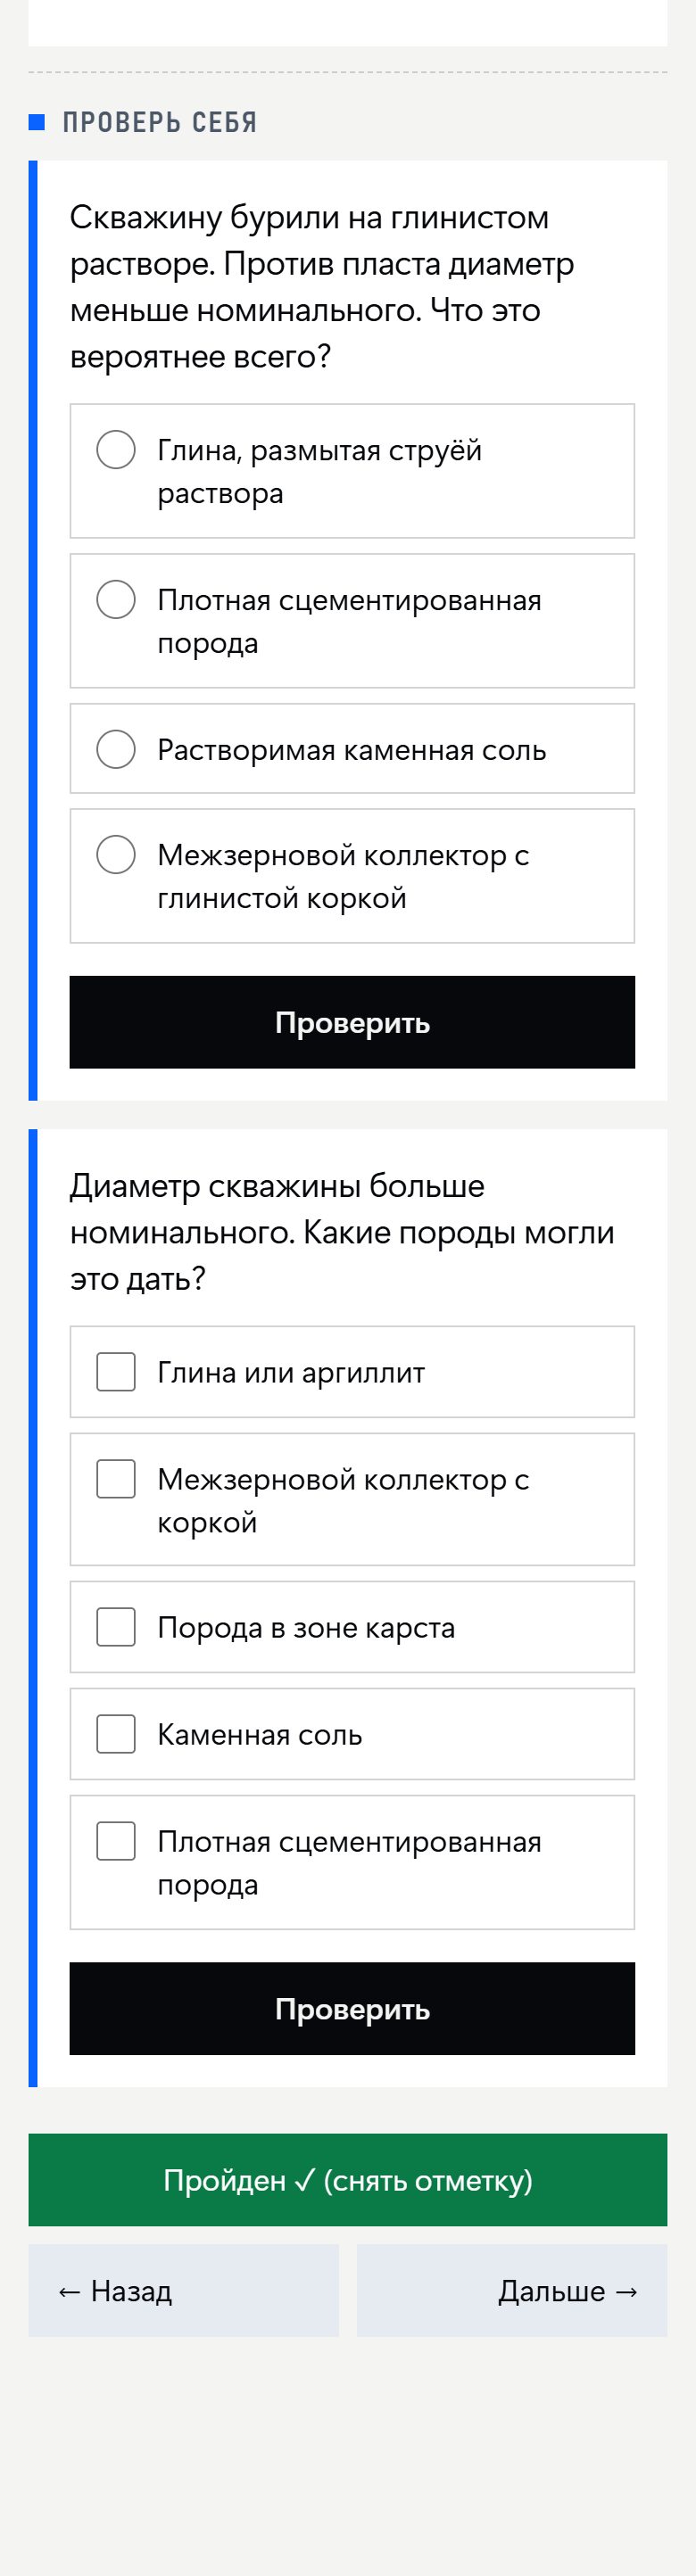 ПРОВЕРЬ СЕБЯ
Скважину бурили на глинистом
растворе. Против пласта диаметр
меньше номинального. Что это
вероятнее всего?
Глина, размытая струёй
раствора
Плотная сцементированная
порода
Растворимая каменная соль
Межзерновой коллектор с
глинистой коркой
Проверить
Диаметр скважины больше
номинального. Какие породы могли
это дать?
Глина или аргиллит
Межзерновой коллектор с
коркой
Порода в зоне карста
Каменная соль
Плотная сцементированная
порода
Проверить
Пройден ✓ (снять отметку)
← Назад
Дальше →